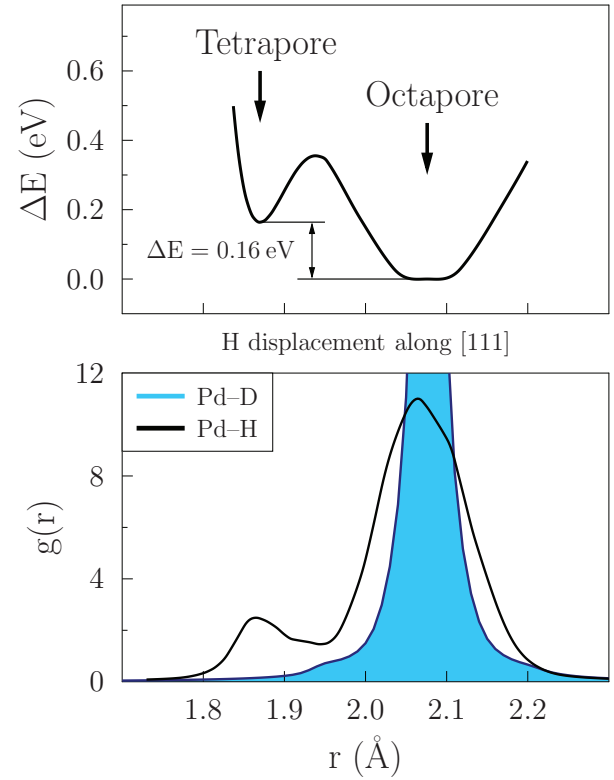 Tetrapore
Octapore
0.6
0.4
0.2
0.0
ΔE (eV)
ΔE = 0.16 eV
H displacement along [111]
12
8
4
0
g(r)
Pd–D
Pd–H
1.8 1.9 2.0 2.1 2.2
r (Å)